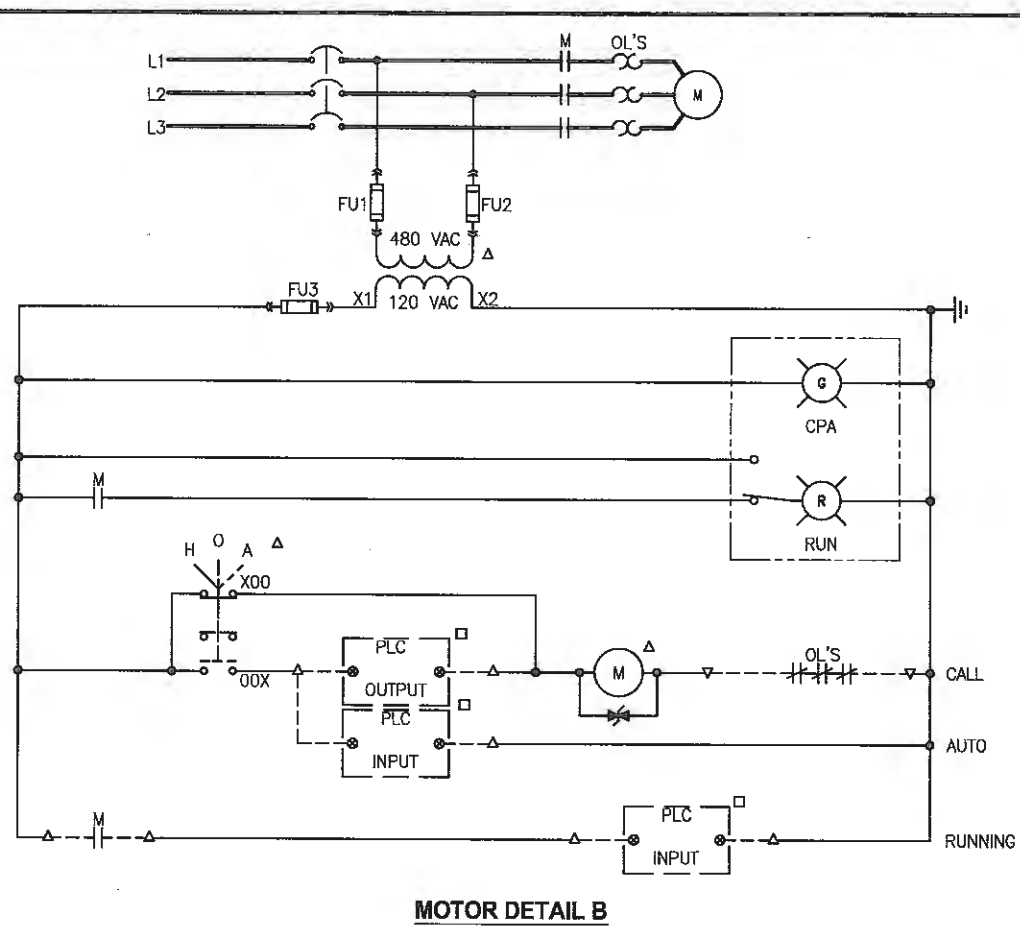 M OL'S
L1
L2 M
L3
FU1 FU2
480 VAC Δ
FU3 X1 120 VAC X2
G
CPA
M R
RUN
H O A Δ
X00
PLC Δ OL'S
00X M CALL
OUTPUT
PLC
AUTO
INPUT
M PLC
RUNNING
INPUT
MOTOR DETAIL B